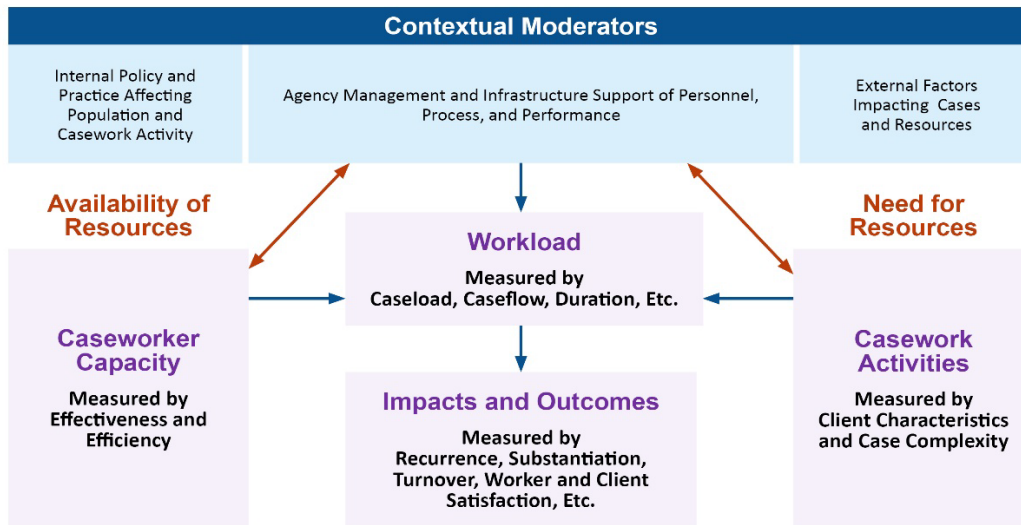 Contextual Moderators
Internal Policy and
Practice Affecting
Population and
Casework Activity
Agency Management and Infrastructure Support of Personnel,
Process, and Performance
External Factors
Impacting Cases
and Resources
Availability of
Resources
Need for
Resources
Workload
Measured by
Caseload, Caseflow, Duration, Etc.
Caseworker
Capacity
Measured by
Effectiveness and
Efficiency
Impacts and Outcomes
Measured by
Recurrence, Substantiation,
Turnover, Worker and Client
Satisfaction, Etc.
Casework
Activities
Measured by
Client Characteristics
and Case Complexity